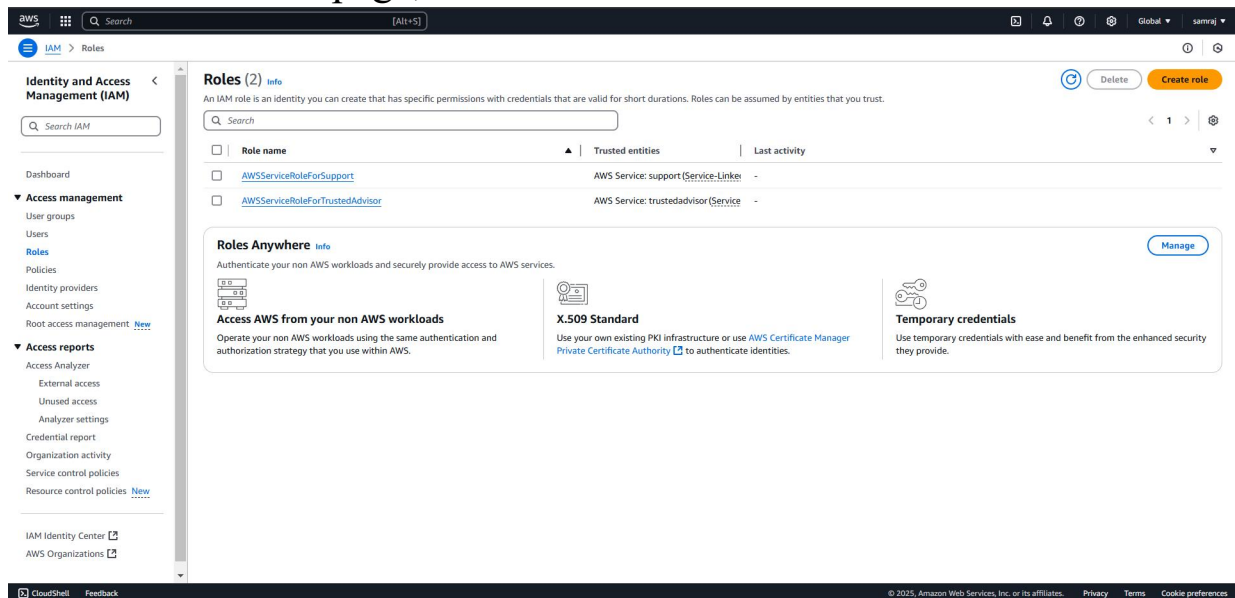 aws
Search
[Alt+S]
Global
samraj
IAM > Roles
Identity and Access
Management (IAM)
Search IAM
Dashboard
Access management
User groups
Users
Roles
Policies
Identity providers
Account settings
Root access management New
Access reports
Access Analyzer
External access
Unused access
Analyzer settings
Credential report
Organization activity
Service control policies
Resource control policies New
IAM Identity Center
AWS Organizations
Roles (2) Info
Delete
Create role
An IAM role is an identity you can create that has specific permissions with credentials that are valid for short durations. Roles can be assumed by entities that you trust.
Search
1
Role name
Trusted entities
Last activity
AWSServiceRoleForSupport
AWS Service: support (Service-Linke
-
AWSServiceRoleForTrustedAdvisor
AWS Service: trustedadvisor (Service
-
Roles Anywhere Info
Manage
Authenticate your non AWS workloads and securely provide access to AWS services.
Access AWS from your non AWS workloads
Operate your non AWS workloads using the same authentication and
authorization strategy that you use within AWS.
X.509 Standard
Use your own existing PKI infrastructure or use AWS Certificate Manager
Private Certificate Authority to authenticate identities.
Temporary credentials
Use temporary credentials with ease and benefit from the enhanced security
they provide.
CloudShell
Feedback
© 2025, Amazon Web Services, Inc. or its affiliates.
Privacy
Terms
Cookie preferences